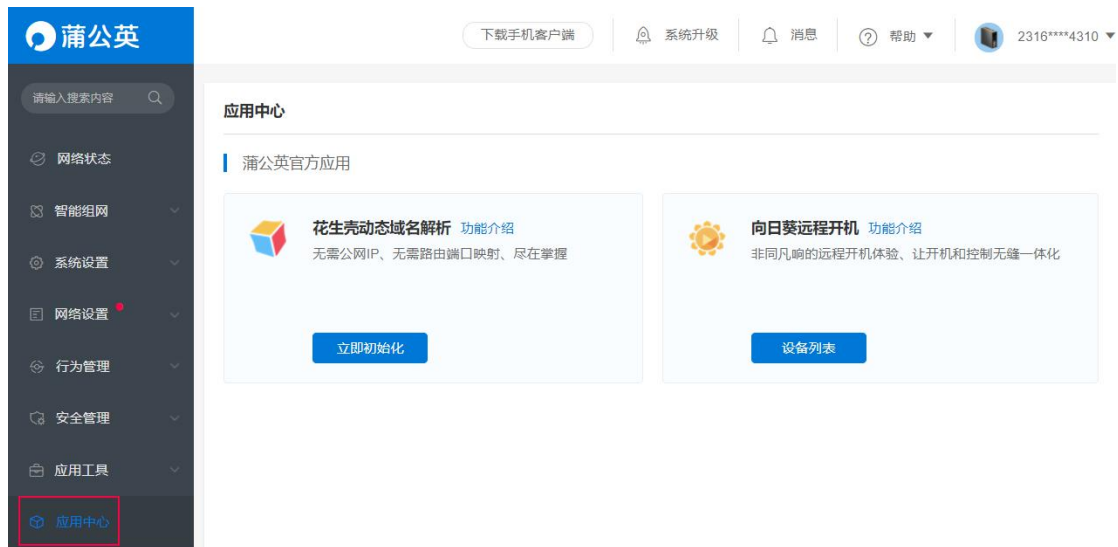 蒲公英
下载手机客户端
系统升级
消息
帮助
2316****4310
请输入搜索内容
网络状态
智能组网
系统设置
网络设置
行为管理
安全管理
应用工具
应用中心
应用中心
蒲公英官方应用
花生壳动态域名解析 功能介绍
无需公网IP、无需路由端口映射、尽在掌握
立即初始化
向日葵远程开机 功能介绍
非同凡响的远程开机体验、让开机和控制无缝一体化
设备列表